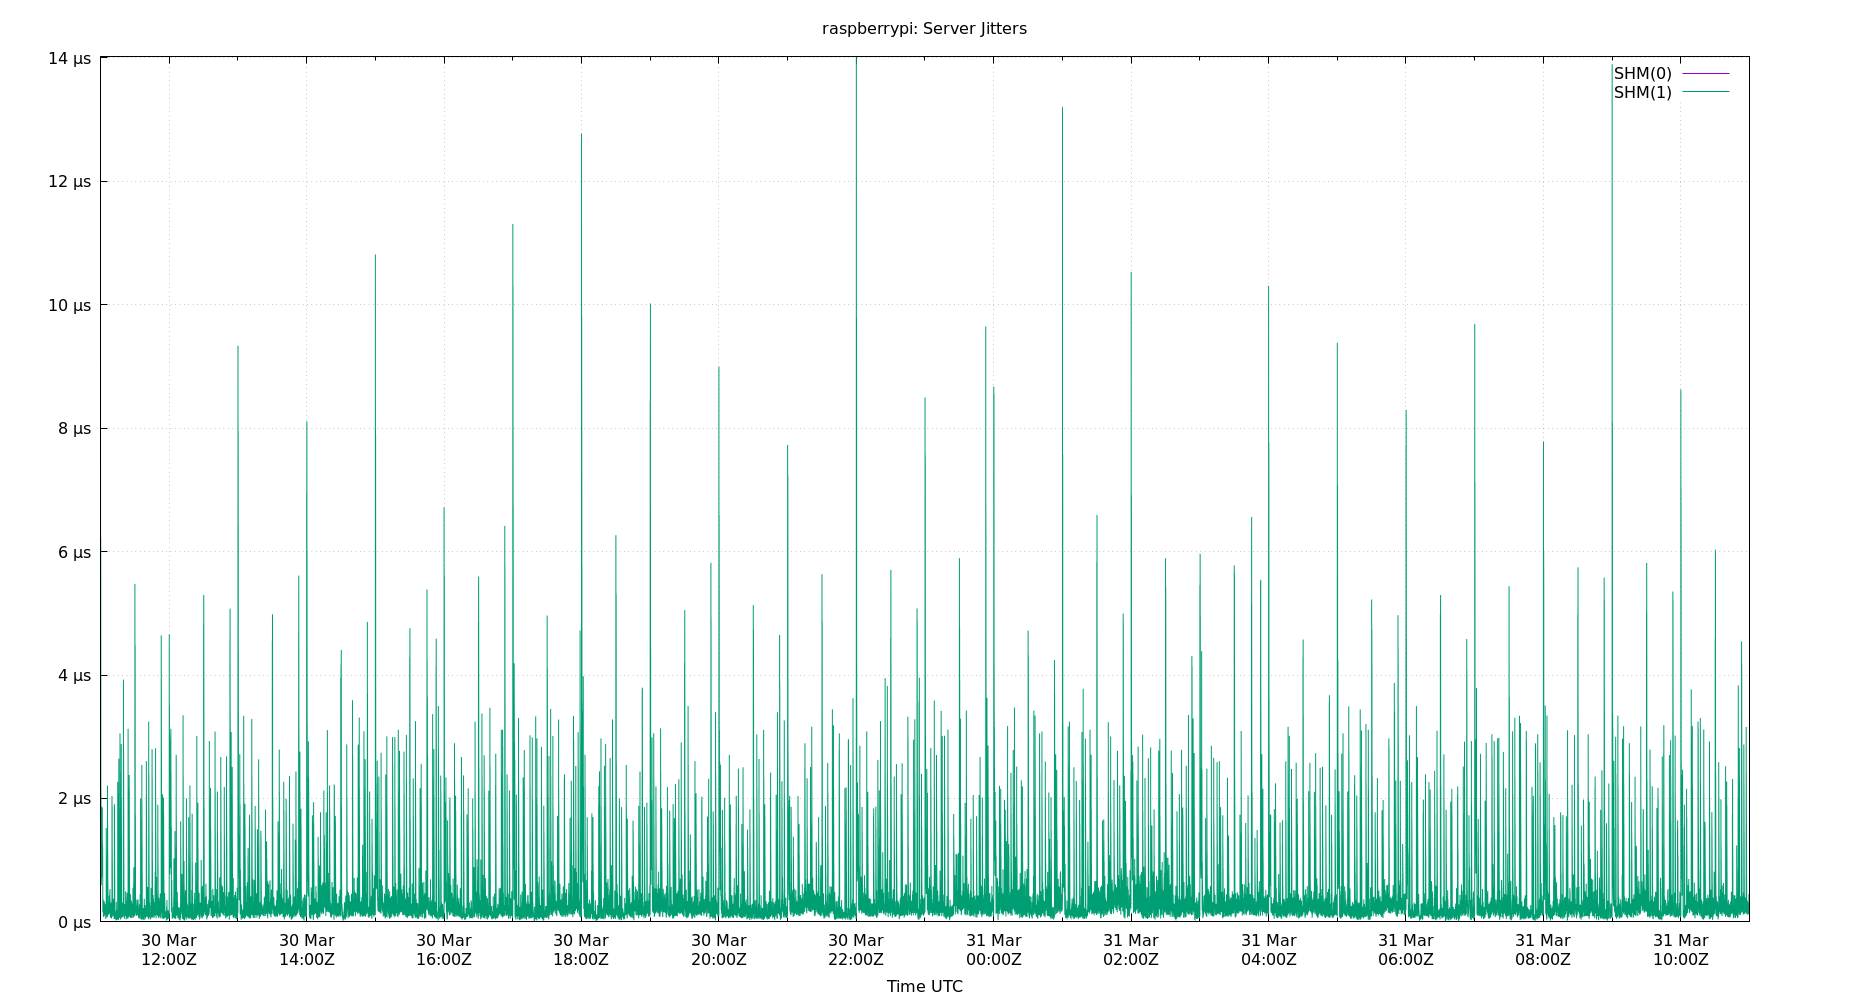 raspberrypi: Server Jitters
14 μs
12 μs
10 μs
8 μs
6 μs
4 μs
2 μs
0 μs
SHM(0)
SHM(1)
30 Mar 12:00Z
30 Mar 14:00Z
30 Mar 16:00Z
30 Mar 18:00Z
30 Mar 20:00Z
30 Mar 22:00Z
31 Mar 00:00Z
31 Mar 02:00Z
31 Mar 04:00Z
31 Mar 06:00Z
31 Mar 08:00Z
31 Mar 10:00Z
Time UTC